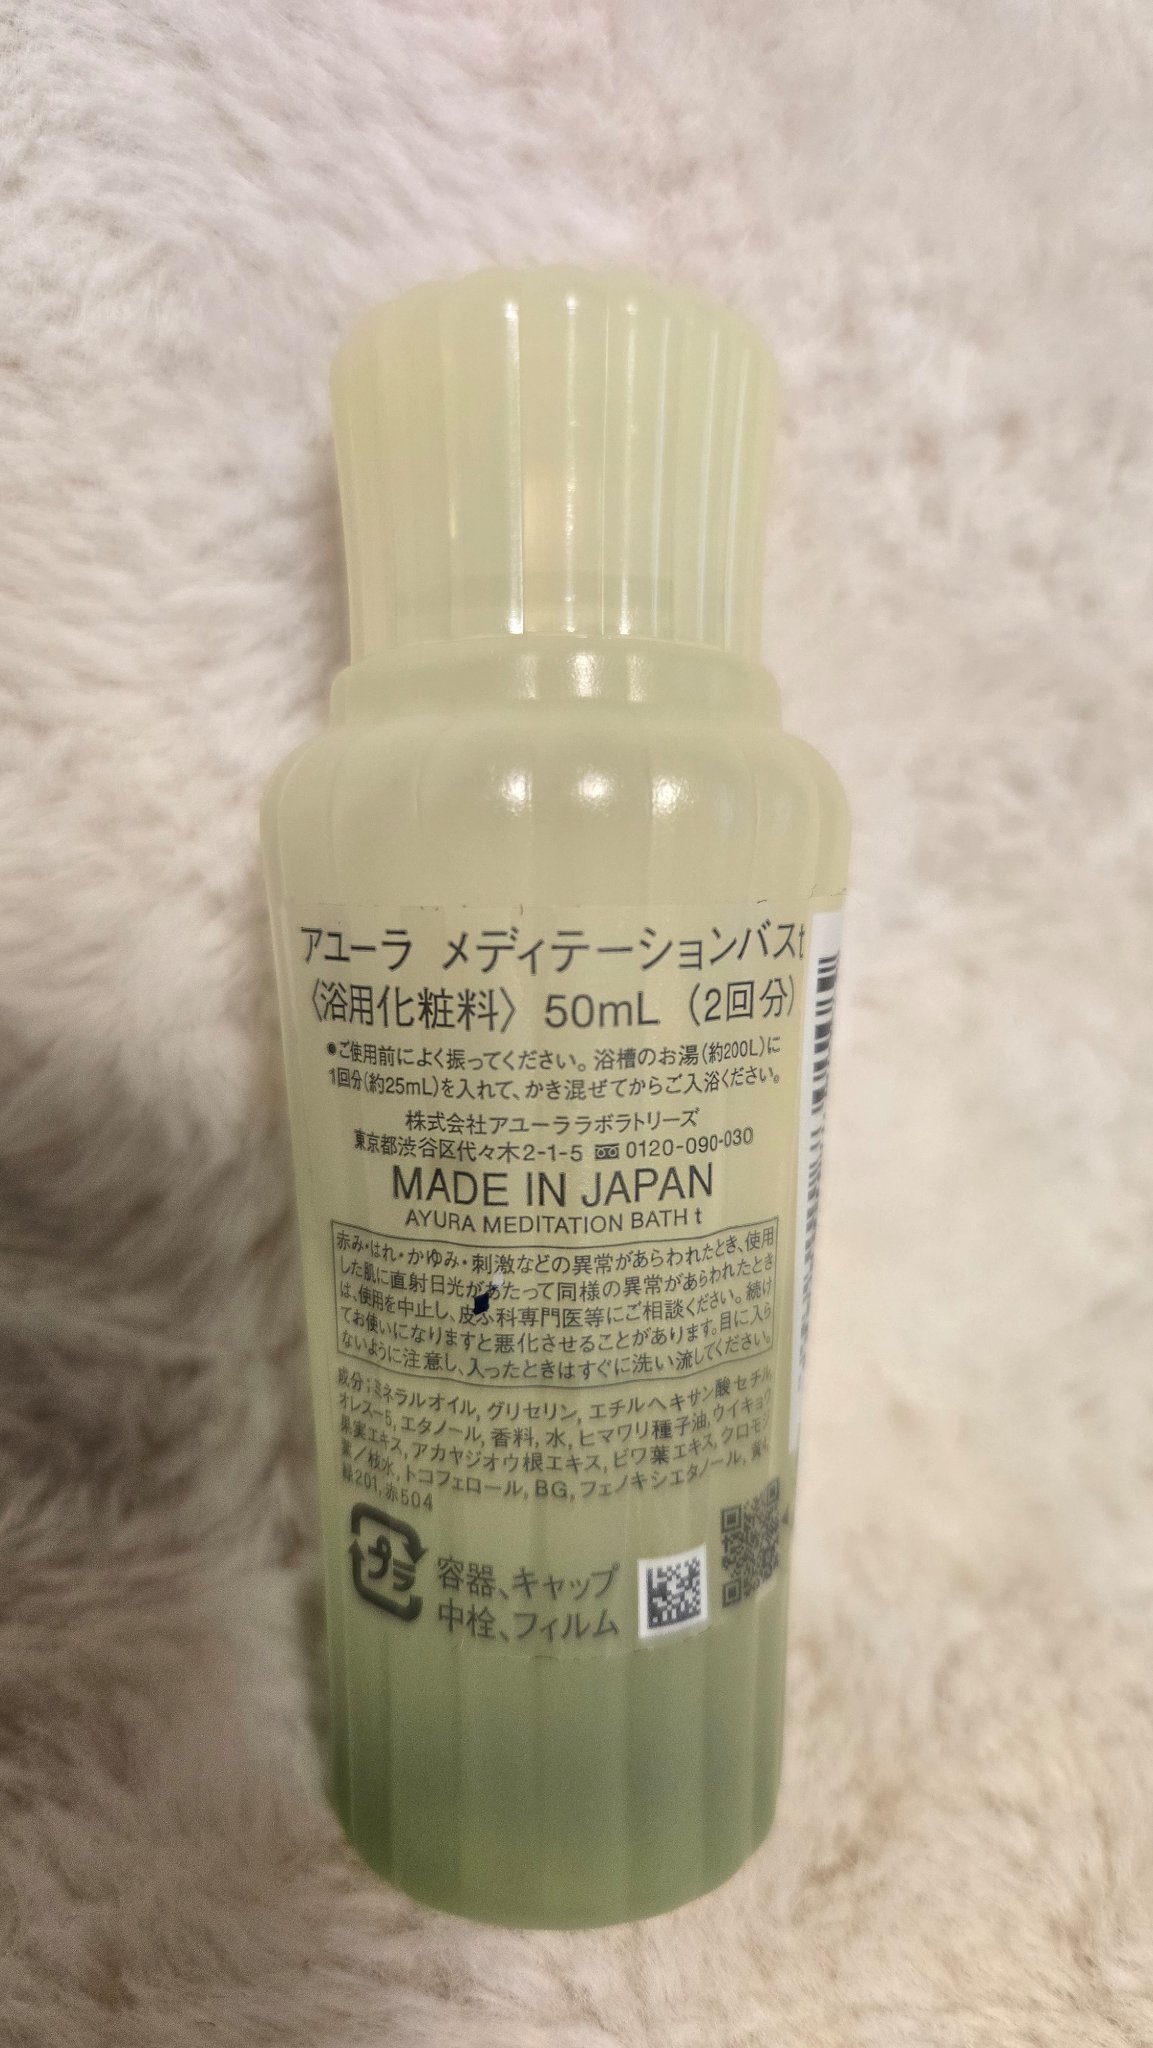 アユーラ メディテーションバスt
〈浴用化粧料〉 50mL (2回分)
●ご使用前によく振ってください。浴槽のお湯(約200L)に
1回分(約25mL)を入れて、かき混ぜてからご入浴ください。
株式会社アユーララボラトリーズ
東京都渋谷区代々木2-1-5 0120-090-030
MADE IN JAPAN
AYURA MEDITATION BATH t
赤み・はれ・かゆみ・刺激などの異常があらわれたとき、使用
した肌に直射日光があたって同様の異常があらわれたとき
は、使用を中止し、皮ふ科専門医等にご相談ください。続け
てお使いになりますと悪化させることがあります。目に入ら
ないように注意し、入ったときはすぐに洗い流してください。
成分：ミネラルオイル, グリセリン, エチルヘキサン酸セチル,
オレス-5, エタノール, 香料, 水, ヒマワリ種子油, ウイキョウ
果実エキス, アカヤジオウ根エキス, ビワ葉エキス, クロモジ
葉／枝水, トコフェロール, BG, フェノキシエタノール, 黄4,
緑201, 赤504
プラ
容器、キャップ
中栓、フィルム